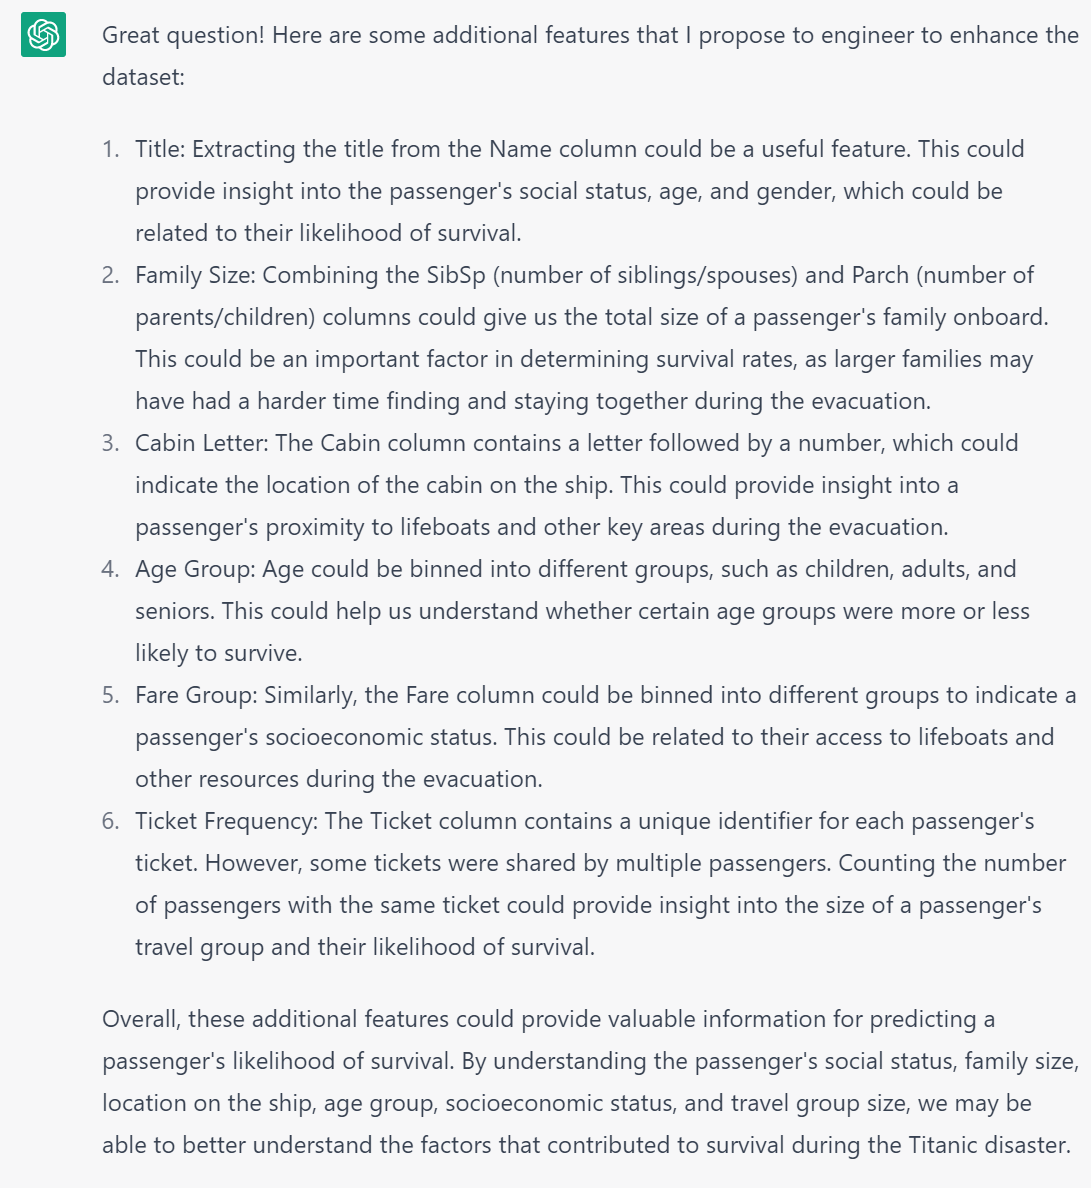 Great question! Here are some additional features that I propose to engineer to enhance the
dataset:
1. Title: Extracting the title from the Name column could be a useful feature. This could
provide insight into the passenger's social status, age, and gender, which could be
related to their likelihood of survival.
2. Family Size: Combining the SibSp (number of siblings/spouses) and Parch (number of
parents/children) columns could give us the total size of a passenger's family onboard.
This could be an important factor in determining survival rates, as larger families may
have had a harder time finding and staying together during the evacuation.
3. Cabin Letter: The Cabin column contains a letter followed by a number, which could
indicate the location of the cabin on the ship. This could provide insight into a
passenger's proximity to lifeboats and other key areas during the evacuation.
4. Age Group: Age could be binned into different groups, such as children, adults, and
seniors. This could help us understand whether certain age groups were more or less
likely to survive.
5. Fare Group: Similarly, the Fare column could be binned into different groups to indicate a
passenger's socioeconomic status. This could be related to their access to lifeboats and
other resources during the evacuation.
6. Ticket Frequency: The Ticket column contains a unique identifier for each passenger's
ticket. However, some tickets were shared by multiple passengers. Counting the number
of passengers with the same ticket could provide insight into the size of a passenger's
travel group and their likelihood of survival.
Overall, these additional features could provide valuable information for predicting a
passenger's likelihood of survival. By understanding the passenger's social status, family size,
location on the ship, age group, socioeconomic status, and travel group size, we may be
able to better understand the factors that contributed to survival during the Titanic disaster.